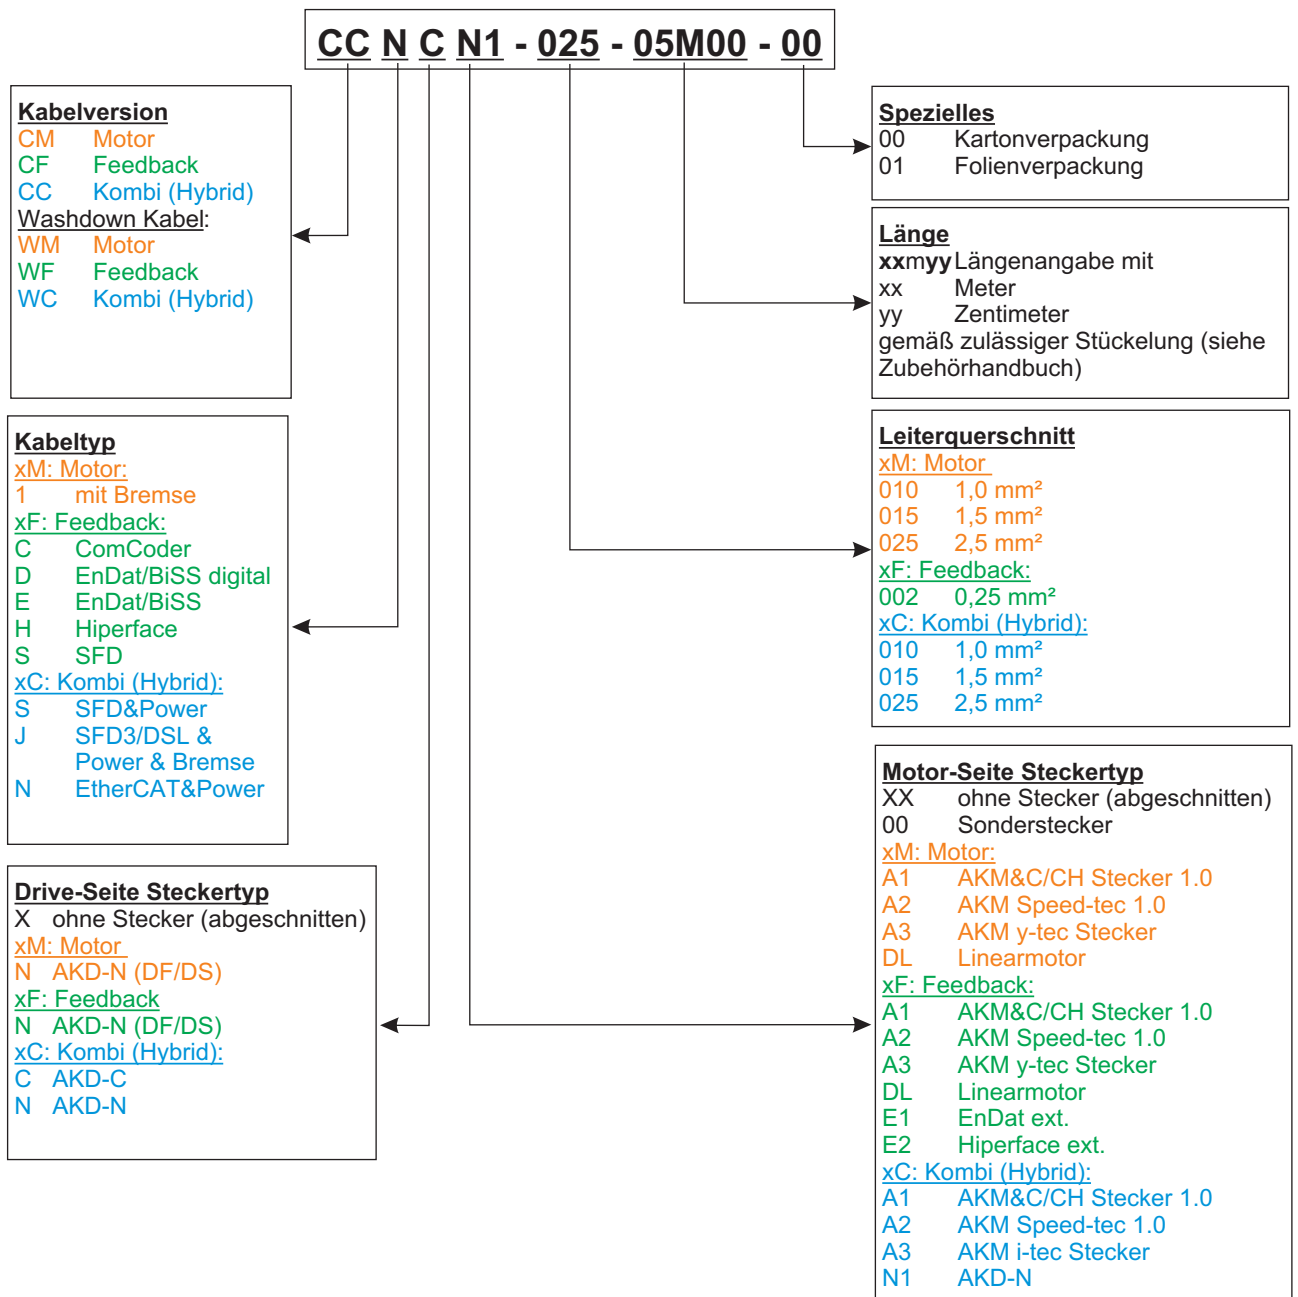 CC N C N1 - 025 - 05M00 - 00
Kabelversion
CM Motor
CF Feedback
CC Kombi (Hybrid)
Washdown Kabel:
WM Motor
WF Feedback
WC Kombi (Hybrid)
Kabeltyp
xM: Motor:
1 mit Bremse
xF: Feedback:
C ComCoder
D EnDat/BiSS digital
E EnDat/BiSS
H Hiperface
S SFD
xC: Kombi (Hybrid):
S SFD&Power
J SFD3/DSL &
Power & Bremse
N EtherCAT&Power
Drive-Seite Steckertyp
X ohne Stecker (abgeschnitten)
xM: Motor
N AKD-N (DF/DS)
xF: Feedback
N AKD-N (DF/DS)
xC: Kombi (Hybrid):
C AKD-C
N AKD-N
Spezielles
00 Kartonverpackung
01 Folienverpackung
Länge
xxmyy Längenangabe mit
xx Meter
yy Zentimeter
gemäß zulässiger Stückelung (siehe
Zubehörhandbuch)
Leiterquerschnitt
xM: Motor
010 1,0 mm²
015 1,5 mm²
025 2,5 mm²
xF: Feedback:
002 0,25 mm²
xC: Kombi (Hybrid):
010 1,0 mm²
015 1,5 mm²
025 2,5 mm²
Motor-Seite Steckertyp
XX ohne Stecker (abgeschnitten)
00 Sonderstecker
xM: Motor:
A1 AKM&C/CH Stecker 1.0
A2 AKM Speed-tec 1.0
A3 AKM y-tec Stecker
DL Linearmotor
xF: Feedback:
A1 AKM&C/CH Stecker 1.0
A2 AKM Speed-tec 1.0
A3 AKM y-tec Stecker
DL Linearmotor
E1 EnDat ext.
E2 Hiperface ext.
xC: Kombi (Hybrid):
A1 AKM&C/CH Stecker 1.0
A2 AKM Speed-tec 1.0
A3 AKM i-tec Stecker
N1 AKD-N